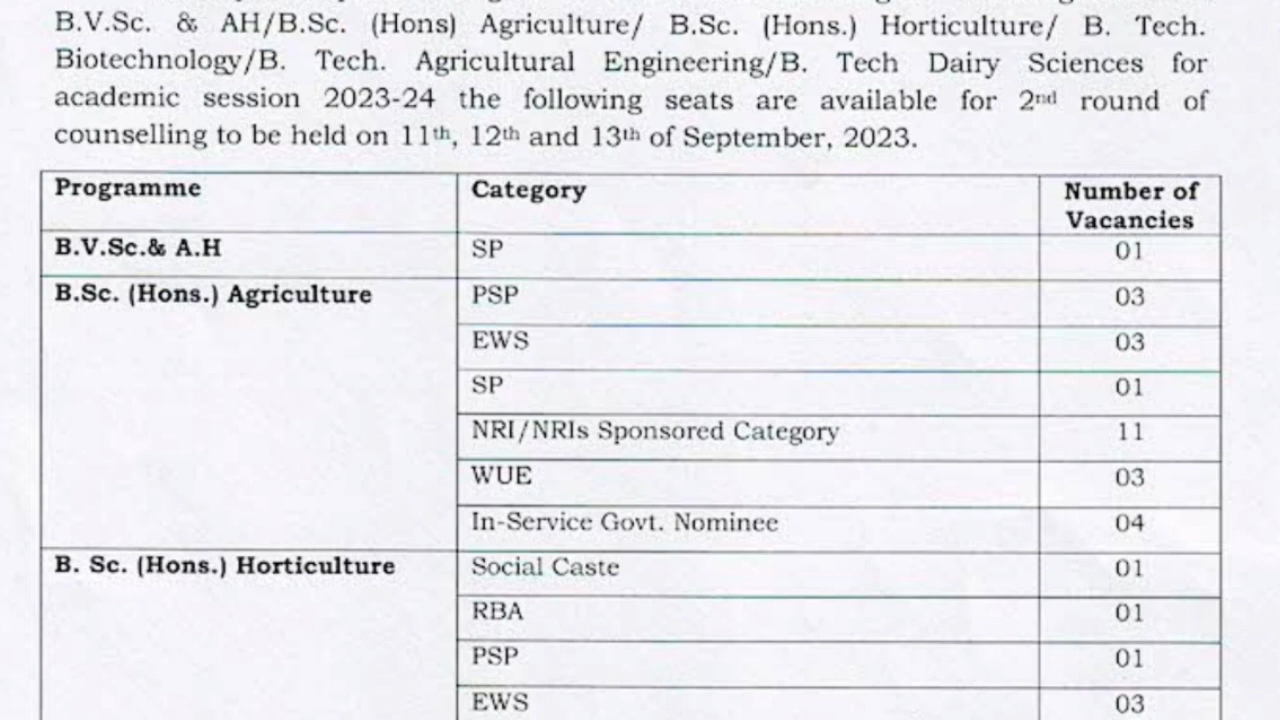 B.V.Sc. & AH/B.Sc. (Hons) Agriculture/ B.Sc. (Hons.) Horticulture/ B. Tech.
Biotechnology/B. Tech. Agricultural Engineering/B. Tech Dairy Sciences for
academic session 2023-24 the following seats are available for 2nd round of
counselling to be held on 11th, 12th and 13th of September, 2023.
Programme Category Number of
Vacancies
B.V.Sc.& A.H SP 01
B.Sc. (Hons.) Agriculture PSP 03
EWS 03
SP 01
NRI/NRIs Sponsored Category 11
WUE 03
In-Service Govt. Nominee 04
B. Sc. (Hons.) Horticulture Social Caste 01
RBA 01
PSP 01
EWS 03